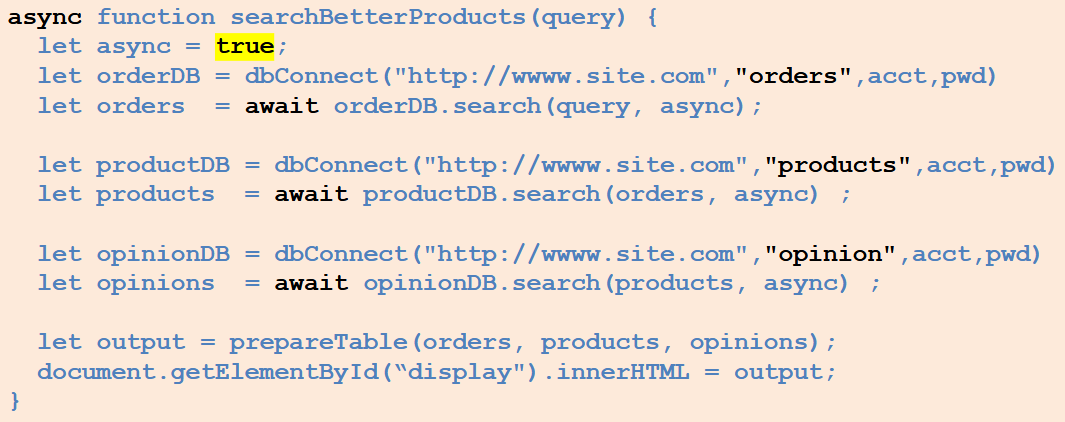 async function searchBetterProducts(query) {
  let async = true;
  let orderDB = dbConnect("http://wwww.site.com","orders",acct,pwd)
  let orders  = await orderDB.search(query, async);

  let productDB = dbConnect("http://wwww.site.com","products",acct,pwd)
  let products  = await productDB.search(orders, async) ;

  let opinionDB = dbConnect("http://wwww.site.com","opinion",acct,pwd)
  let opinions  = await opinionDB.search(products, async) ;

  let output = prepareTable(orders, products, opinions);
  document.getElementById(“display").innerHTML = output;
}